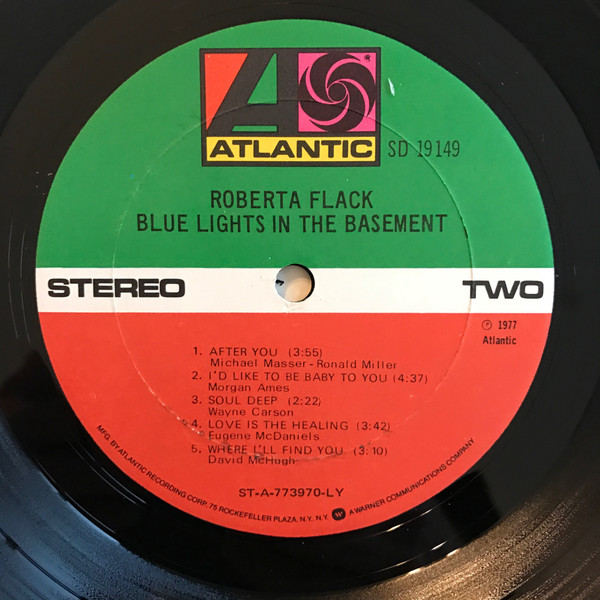 ATLANTIC SD 19149
ROBERTA FLACK
BLUE LIGHTS IN THE BASEMENT
STEREO TWO
℗ 1977
Atlantic
1. AFTER YOU (3:55)
Michael Masser - Ronald Miller
2. I'D LIKE TO BE BABY TO YOU (4:37)
Morgan Ames
3. SOUL DEEP (2:22)
Wayne Carson
4. LOVE IS THE HEALING (3:42)
Eugene McDaniels
5. WHERE I'LL FIND YOU (3:10)
David McHugh
ST-A-773970-LY
MFG. BY ATLANTIC RECORDING CORP. 75 ROCKEFELLER PLAZA, N.Y. N.Y. W A WARNER COMMUNICATIONS COMPANY